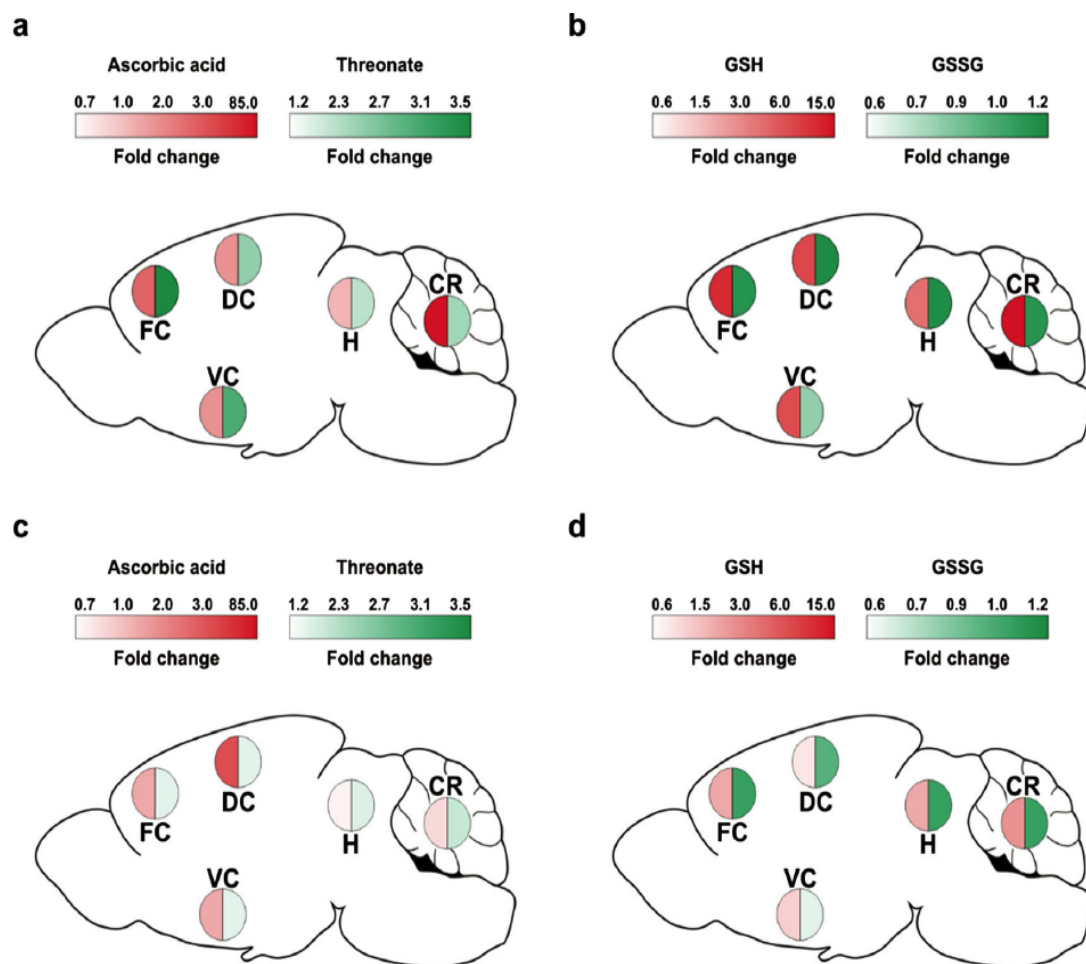 a
Ascorbic acid Threonate
0.7 1.0 2.0 3.0 85.0 1.2 2.3 2.7 3.1 3.5
Fold change Fold change
FC DC VC H CR
b
GSH GSSG
0.6 1.5 3.0 6.0 15.0 0.6 0.7 0.9 1.0 1.2
Fold change Fold change
FC DC VC H CR
c
Ascorbic acid Threonate
0.7 1.0 2.0 3.0 85.0 1.2 2.3 2.7 3.1 3.5
Fold change Fold change
FC DC VC H CR
d
GSH GSSG
0.6 1.5 3.0 6.0 15.0 0.6 0.7 0.9 1.0 1.2
Fold change Fold change
FC DC VC H CR